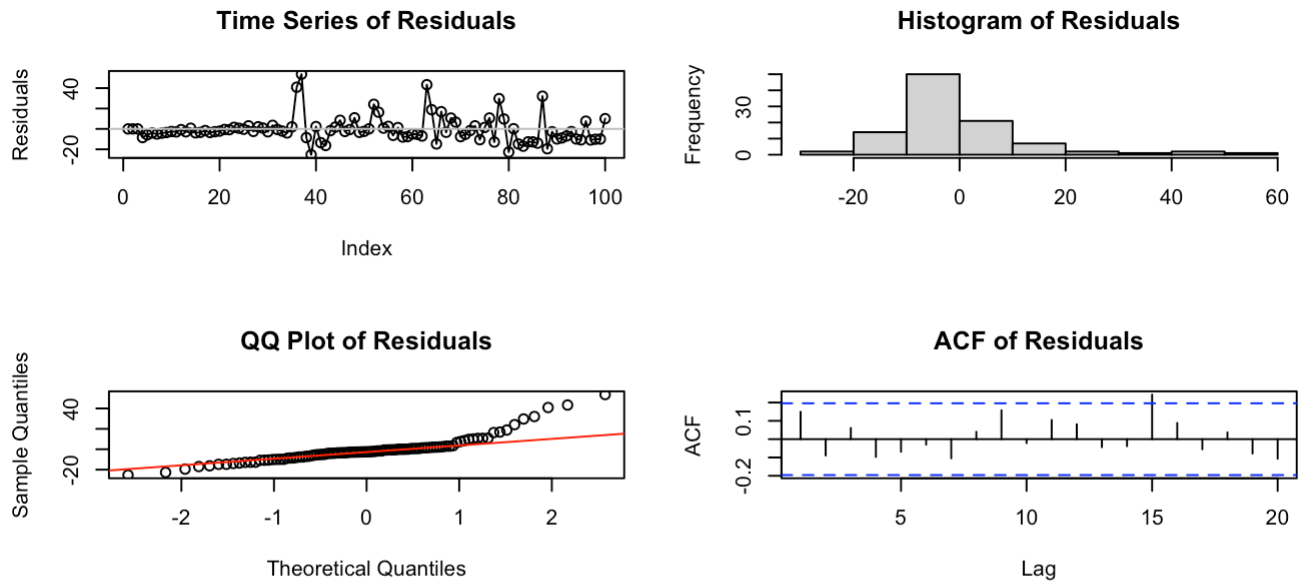 Time Series of Residuals
Residuals
40
-20
0 20 40 60 80 100
Index
Histogram of Residuals
Frequency
30
0
-20 0 20 40 60
QQ Plot of Residuals
Sample Quantiles
40
-20
-2 -1 0 1 2
Theoretical Quantiles
ACF of Residuals
ACF
0.1
-0.2
5 10 15 20
Lag